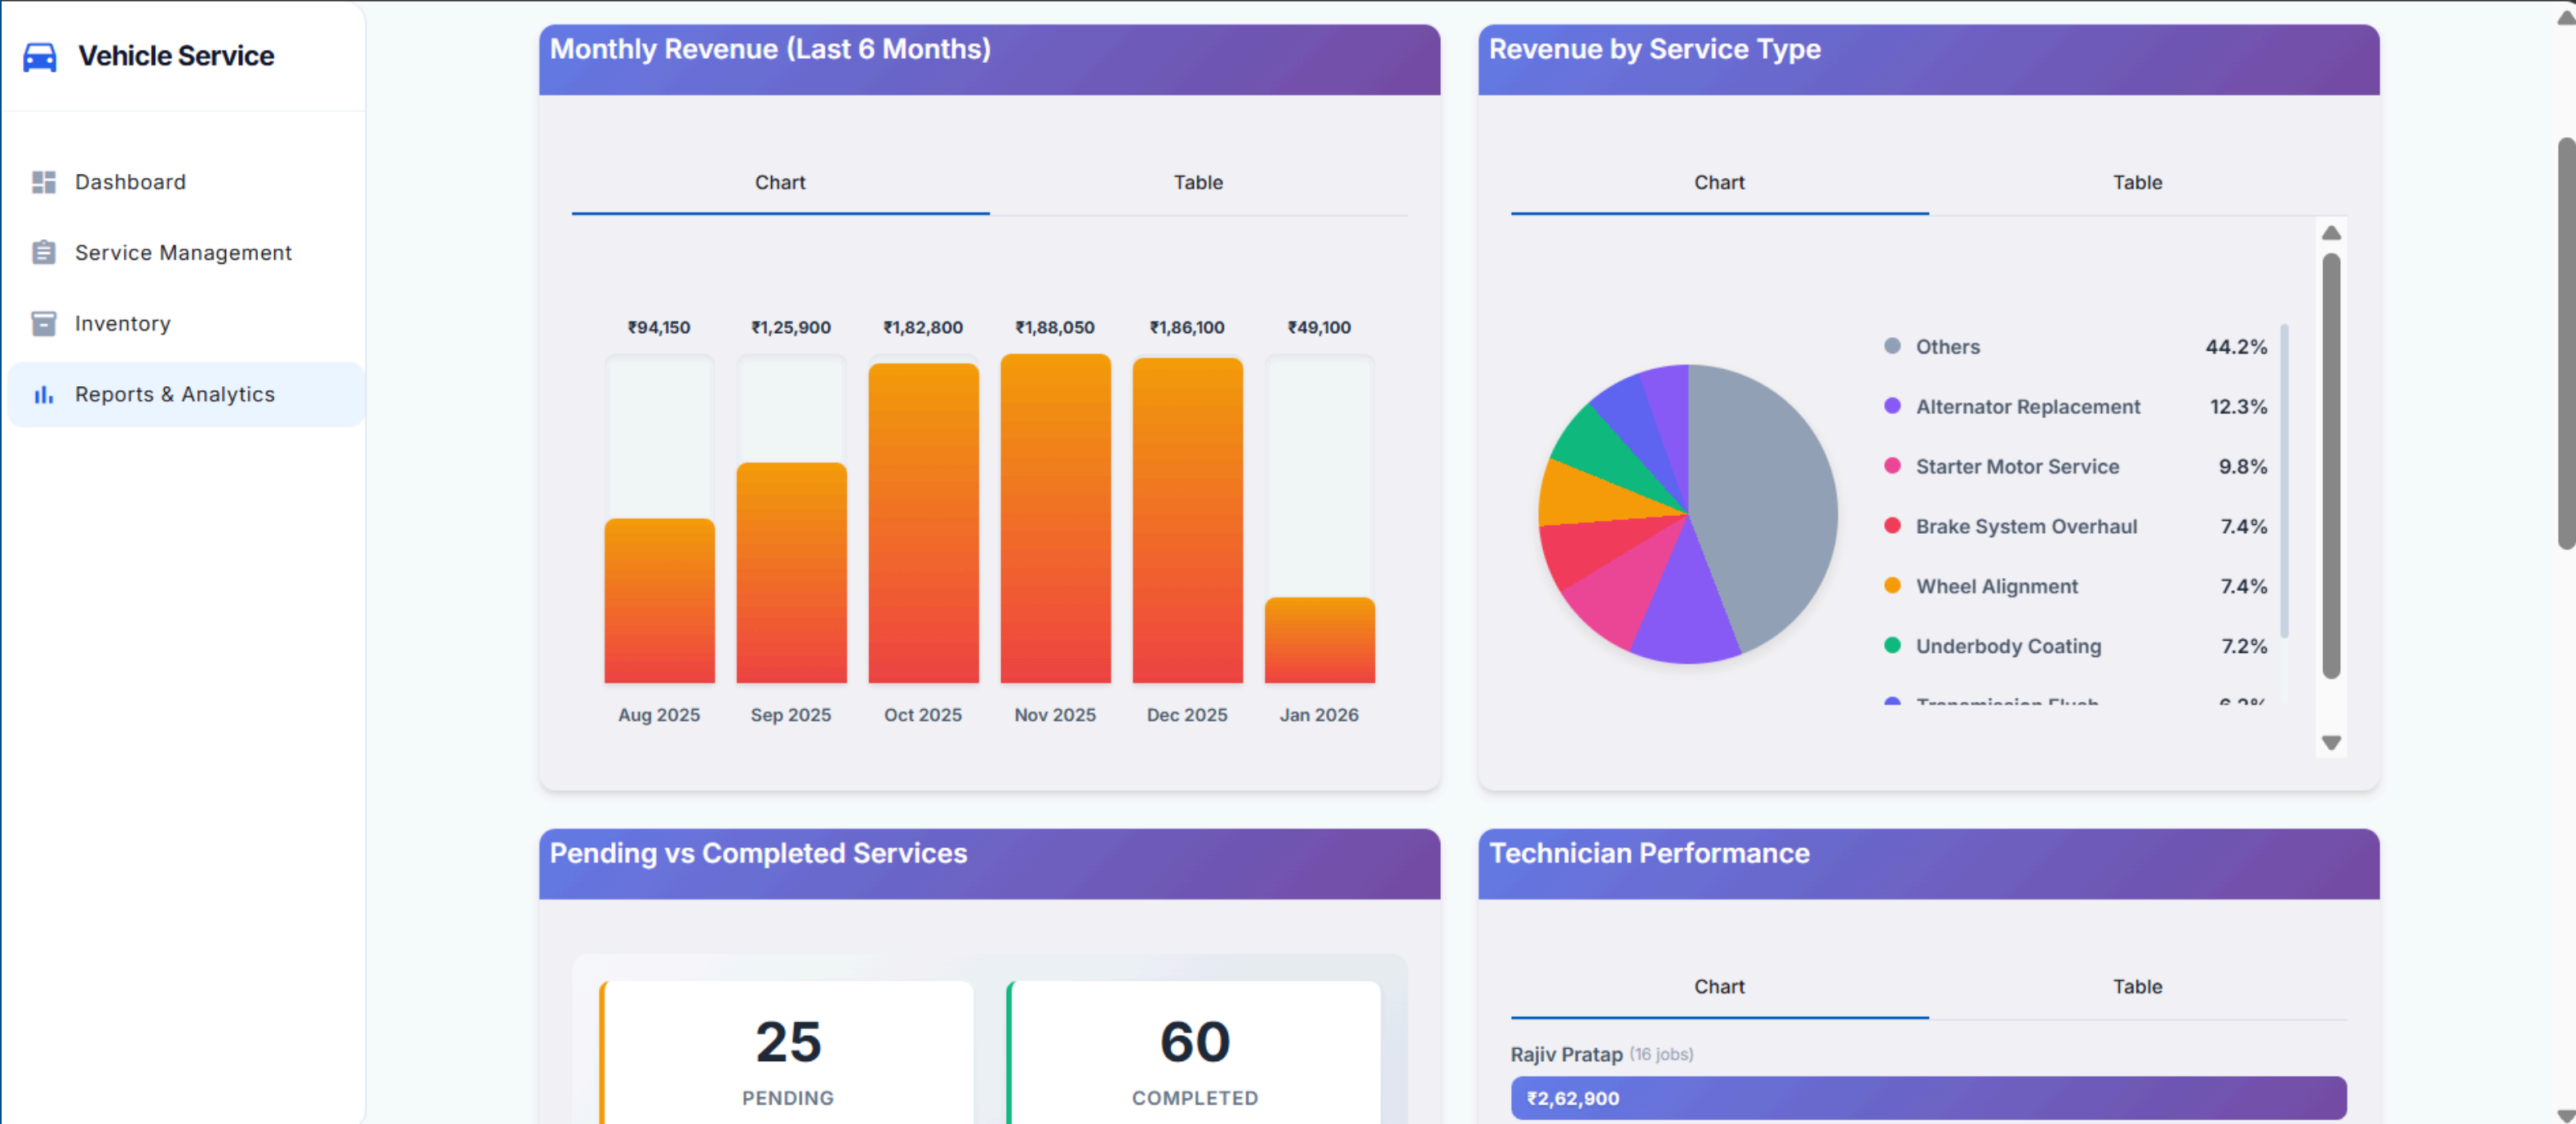 Vehicle Service
Dashboard
Service Management
Inventory
Reports & Analytics
Monthly Revenue (Last 6 Months)
Chart
Table
₹94,150
₹1,25,900
₹1,82,800
₹1,88,050
₹1,86,100
₹49,100
Aug 2025
Sep 2025
Oct 2025
Nov 2025
Dec 2025
Jan 2026
Revenue by Service Type
Chart
Table
Others 44.2%
Alternator Replacement 12.3%
Starter Motor Service 9.8%
Brake System Overhaul 7.4%
Wheel Alignment 7.4%
Underbody Coating 7.2%
Pending vs Completed Services
25
PENDING
60
COMPLETED
Technician Performance
Chart
Table
Rajiv Pratap (16 jobs)
₹2,62,900